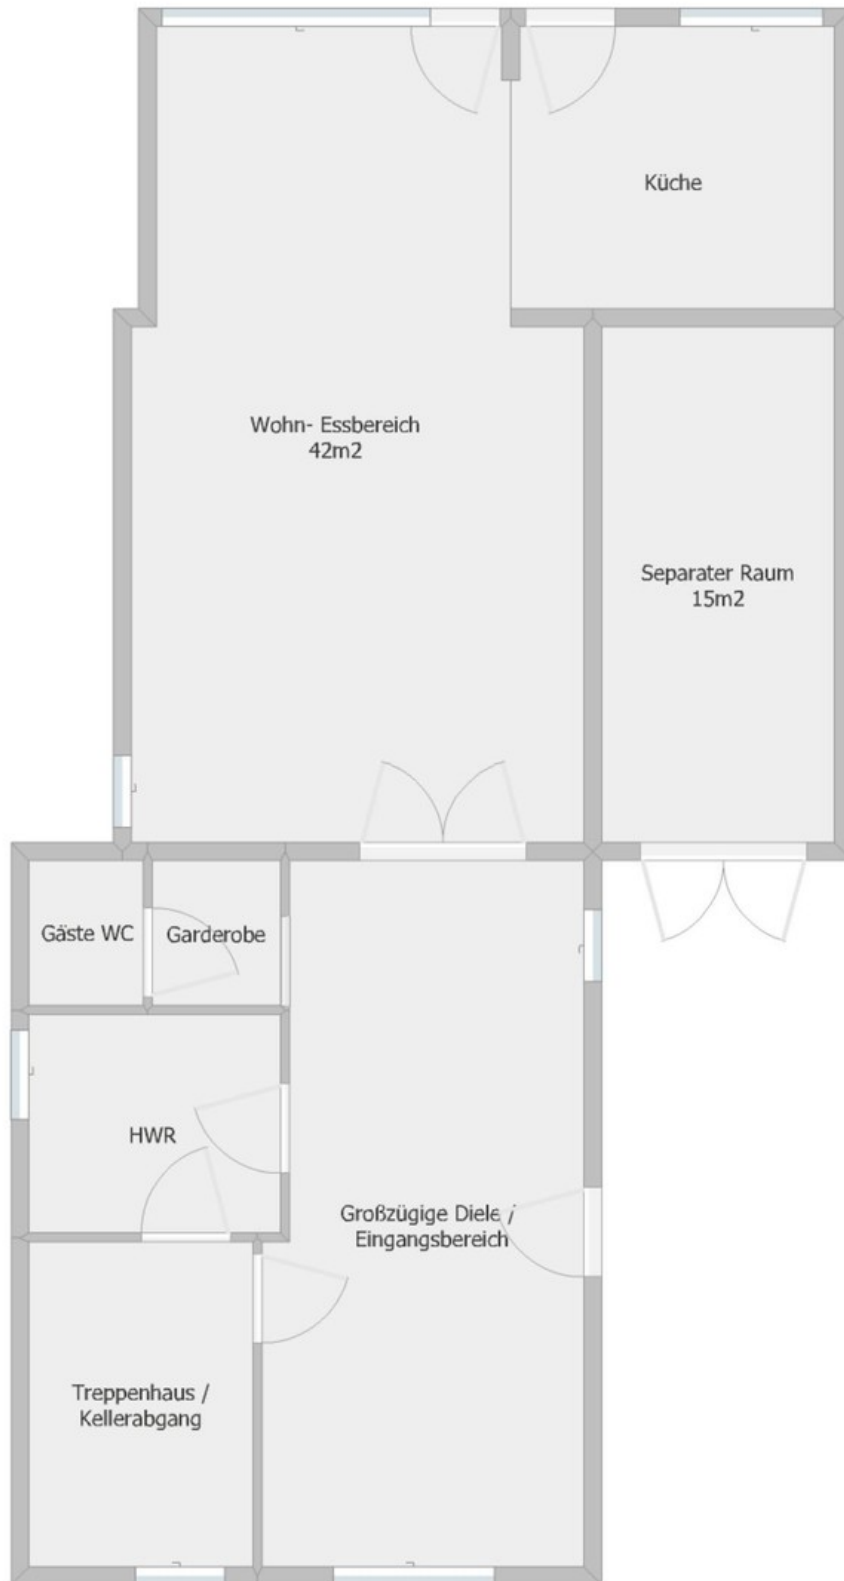 Küche
Wohn- Essbereich
42m2
Separater Raum
15m2
Gäste WC
Garderobe
HWR
Großzügige Diele /
Eingangsbereich
Treppenhaus /
Kellerabgang